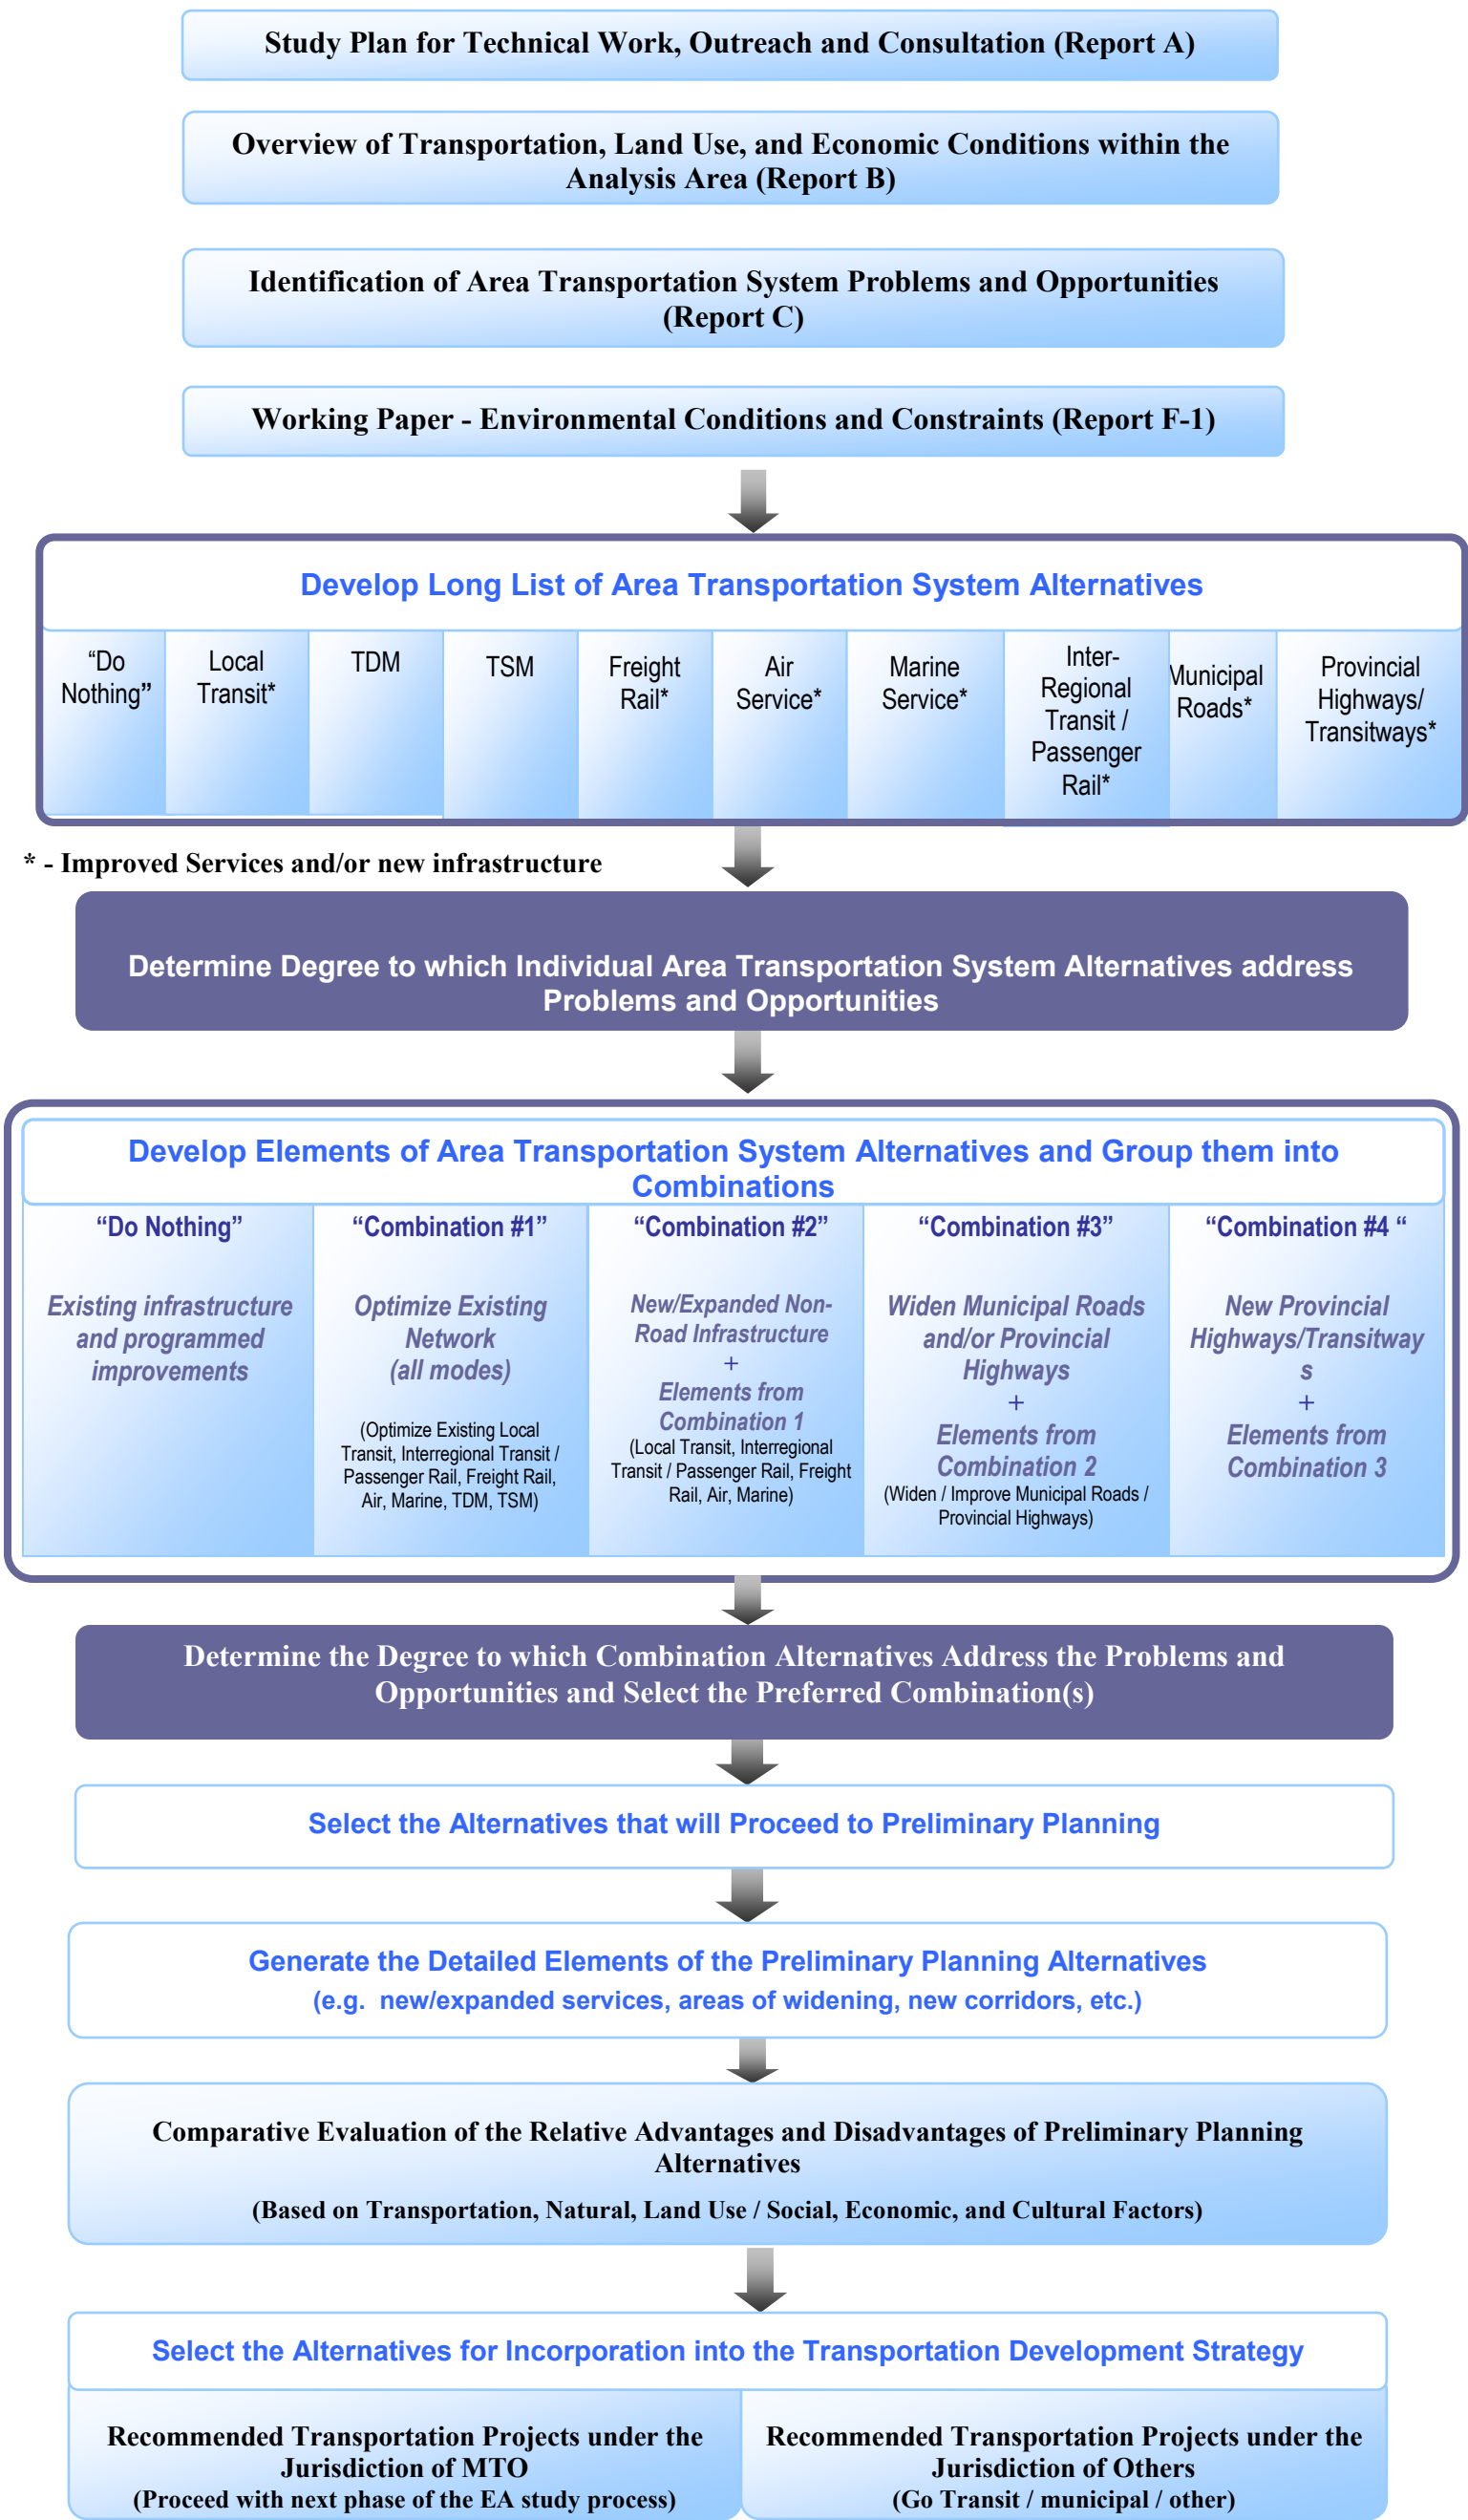 Study Plan for Technical Work, Outreach and Consultation (Report A)
Overview of Transportation, Land Use, and Economic Conditions within the
Analysis Area (Report B)
Identification of Area Transportation System Problems and Opportunities
(Report C)
Working Paper - Environmental Conditions and Constraints (Report F-1)
Develop Long List of Area Transportation System Alternatives
“Do
Nothing”
Local
Transit*
TDM
TSM
Freight
Rail*
Air
Service*
Marine
Service*
Inter-
Regional
Transit /
Passenger
Rail*
Municipal
Roads*
Provincial
Highways/
Transitways*
* - Improved Services and/or new infrastructure
Determine Degree to which Individual Area Transportation System Alternatives address
Problems and Opportunities
Develop Elements of Area Transportation System Alternatives and Group them into
Combinations
“Do Nothing”
Existing infrastructure
and programmed
improvements
“Combination #1”
Optimize Existing
Network
(all modes)
(Optimize Existing Local
Transit, Interregional Transit /
Passenger Rail, Freight Rail,
Air, Marine, TDM, TSM)
“Combination #2”
New/Expanded Non-
Road Infrastructure
+
Elements from
Combination 1
(Local Transit, Interregional
Transit / Passenger Rail, Freight
Rail, Air, Marine)
“Combination #3”
Widen Municipal Roads
and/or Provincial
Highways
+
Elements from
Combination 2
(Widen / Improve Municipal Roads /
Provincial Highways)
“Combination #4 “
New Provincial
Highways/Transitway
s
+
Elements from
Combination 3
Determine the Degree to which Combination Alternatives Address the Problems and
Opportunities and Select the Preferred Combination(s)
Select the Alternatives that will Proceed to Preliminary Planning
Generate the Detailed Elements of the Preliminary Planning Alternatives
(e.g. new/expanded services, areas of widening, new corridors, etc.)
Comparative Evaluation of the Relative Advantages and Disadvantages of Preliminary Planning
Alternatives
(Based on Transportation, Natural, Land Use / Social, Economic, and Cultural Factors)
Select the Alternatives for Incorporation into the Transportation Development Strategy
Recommended Transportation Projects under the
Jurisdiction of MTO
(Proceed with next phase of the EA study process)
Recommended Transportation Projects under the
Jurisdiction of Others
(Go Transit / municipal / other)